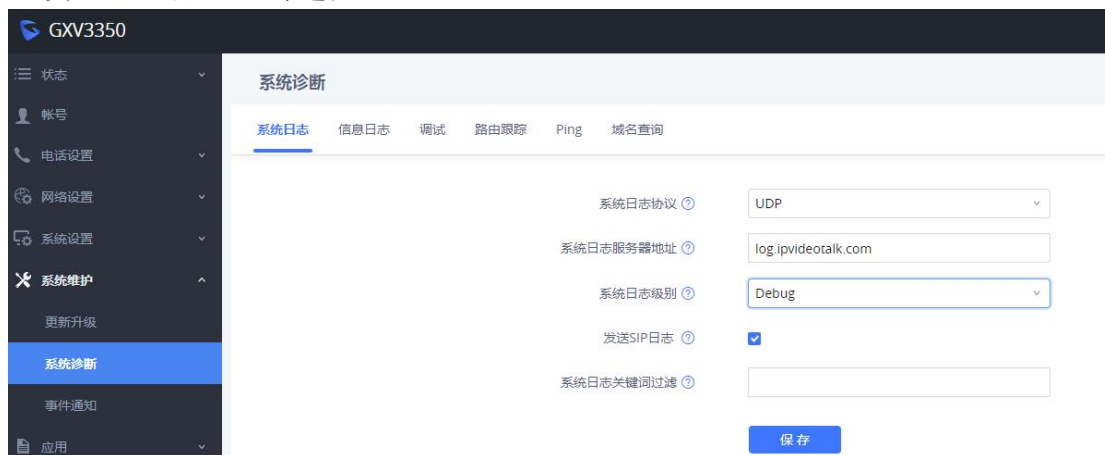 GXV3350
状态
帐号
电话设置
网络设置
系统设置
系统维护
更新升级
系统诊断
事件通知
应用
系统诊断
系统日志 信息日志 调试 路由跟踪 Ping 域名查询
系统日志协议 ? UDP
系统日志服务器地址 ? log.ipvideotalk.com
系统日志级别 ? Debug
发送SIP日志 ?
系统日志关键词过滤 ?
保存